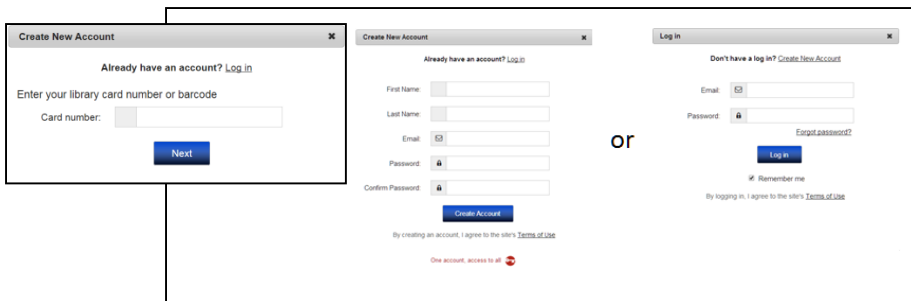 Create New Account ×
Already have an account? Log in
Enter your library card number or barcode
Card number:
Next
Create New Account ×
Already have an account? Log in
First Name:
Last Name:
Email:
Password:
Confirm Password:
Create Account
By creating an account, I agree to the site's Terms of Use
One account, access to all
or
Log in ×
Don't have a log in? Create New Account
Email:
Password:
Forgot password?
Log in
Remember me
By logging in, I agree to the site's Terms of Use